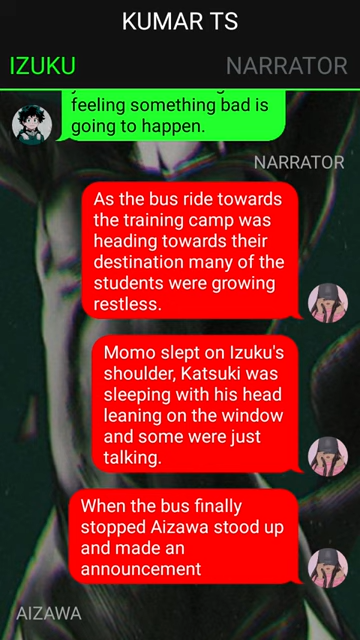 KUMAR TS
IZUKU
NARRATOR
feeling something bad is
going to happen.
NARRATOR
As the bus ride towards
the training camp was
heading towards their
destination many of the
students were growing
restless.
Momo slept on Izuku's
shoulder, Katsuki was
sleeping with his head
leaning on the window
and some were just
talking.
When the bus finally
stopped Aizawa stood up
and made an
announcement
AIZAWA